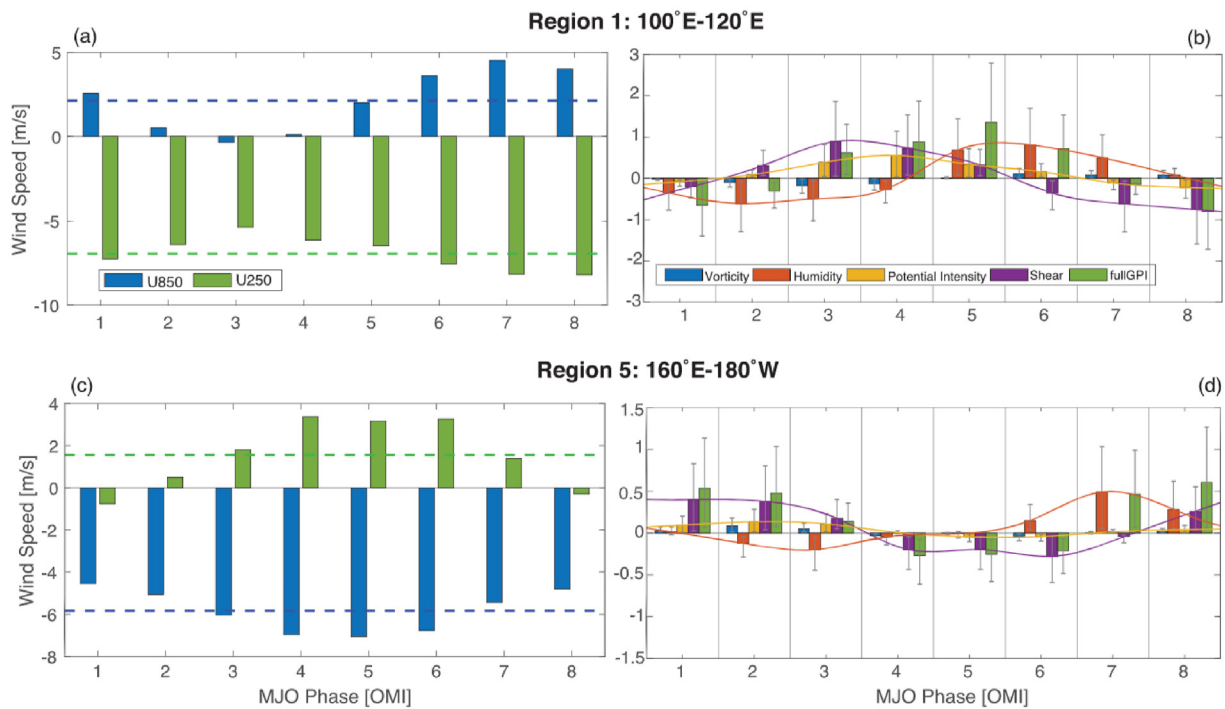 Region 1: 100°E-120°E
(a)
Wind Speed [m/s]
5
0
-5
-10
U850
U250
1 2 3 4 5 6 7 8
(b)
3
2
1
0
-1
-2
-3
Vorticity Humidity Potential Intensity Shear fullGPI
1 2 3 4 5 6 7 8
Region 5: 160°E-180°W
(c)
Wind Speed [m/s]
4
2
0
-2
-4
-6
-8
1 2 3 4 5 6 7 8
MJO Phase [OMI]
(d)
1.5
1
0.5
0
-0.5
-1
-1.5
1 2 3 4 5 6 7 8
MJO Phase [OMI]